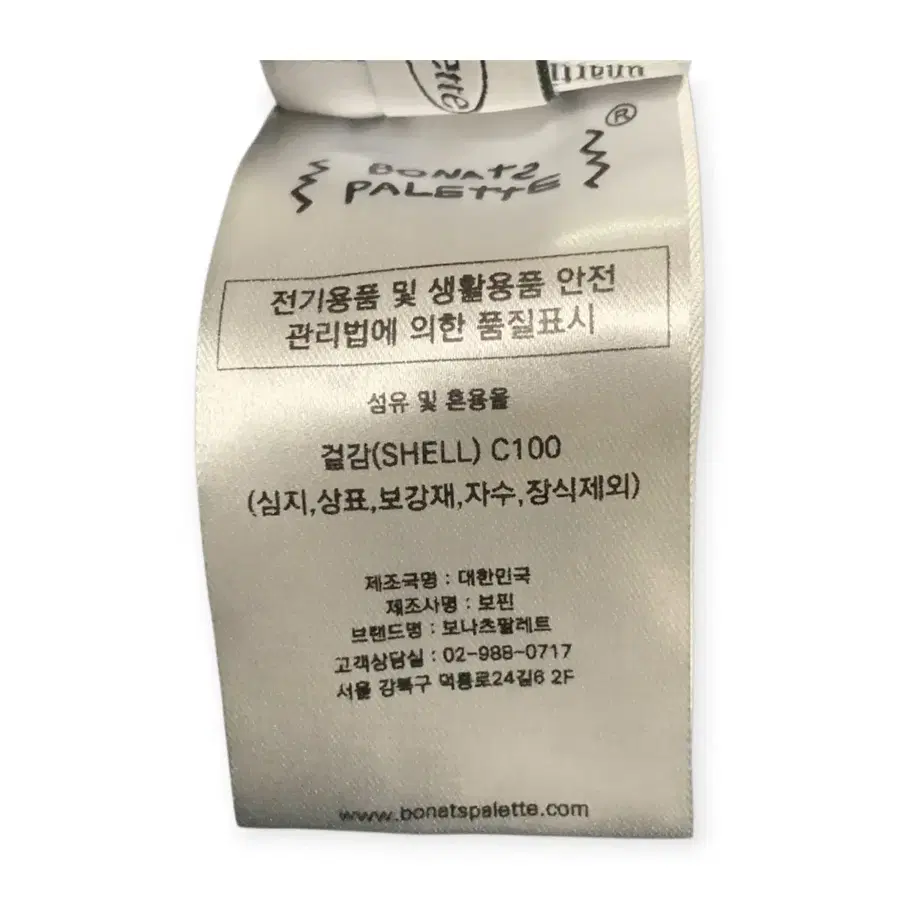 BONATS
PALETTE ®
전기용품 및 생활용품 안전
관리법에 의한 품질표시
섬유 및 혼용율
겉감(SHELL) C100
(심지,상표,보강재,자수,장식제외)
제조국명 : 대한민국
제조사명 : 보핀
브랜드명 : 보나츠팔레트
고객상담실 : 02-988-0717
서울 강북구 덕릉로24길6 2F
www.bonatspalette.com